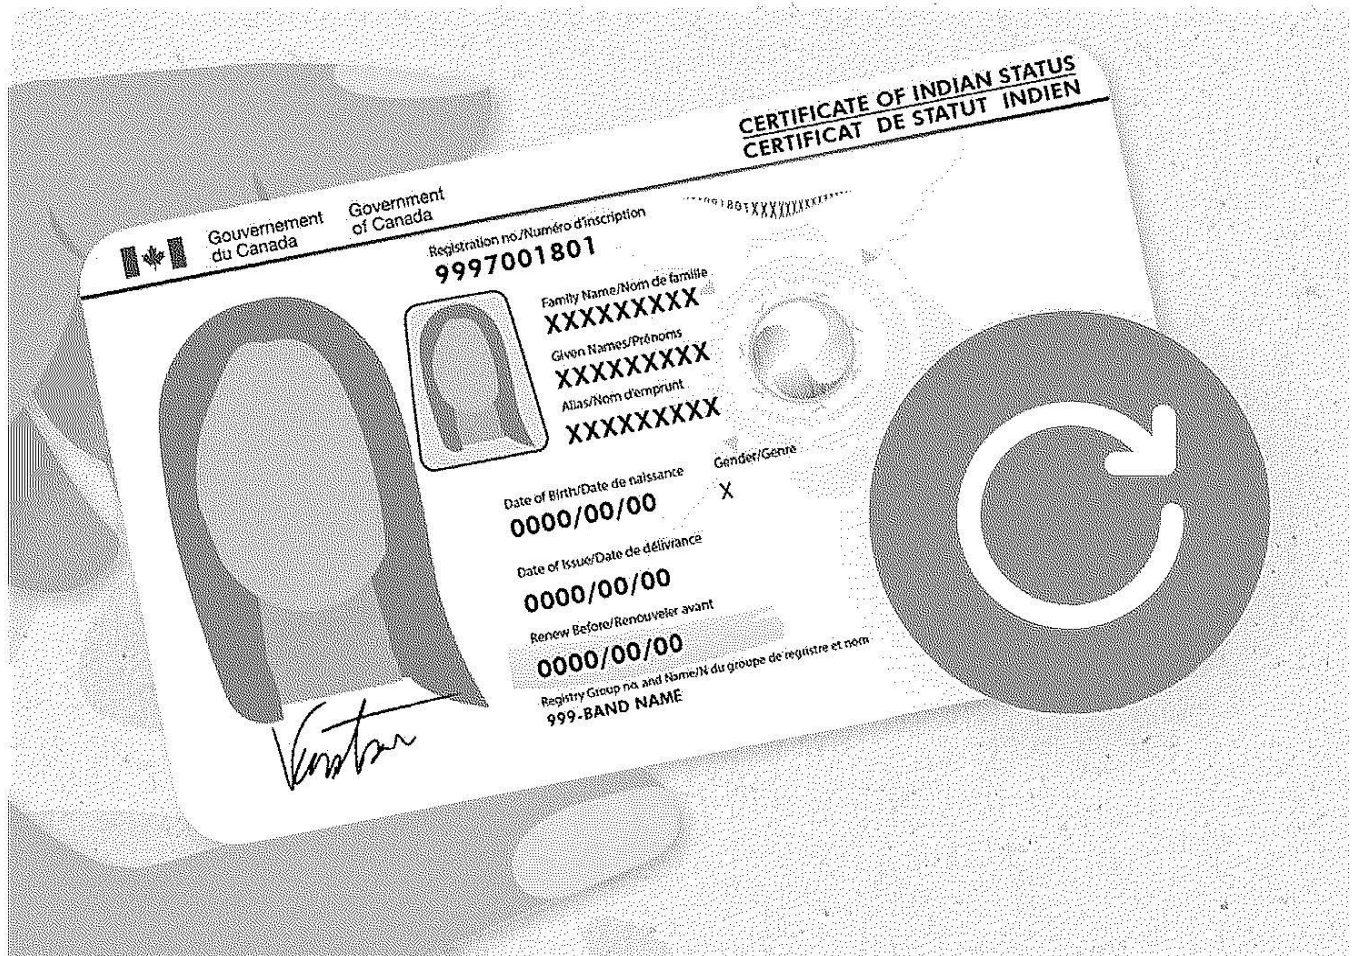 CERTIFICATE OF INDIAN STATUS
CERTIFICAT DE STATUT INDIEN
Gouvernement du Canada
Government of Canada
Registration no./Numéro d'inscription
9997001801
Family Name/Nom de famille
XXXXXXXXX
Given Names/Prénoms
XXXXXXXXX
Alias/Nom d'emprunt
XXXXXXXXX
Date of Birth/Date de naissance
0000/00/00
Gender/Genre
X
Date of Issue/Date de délivrance
0000/00/00
Renew Before/Renouveler avant
0000/00/00
Registry Group no. and Name/N du groupe de registre et nom
999-BAND NAME